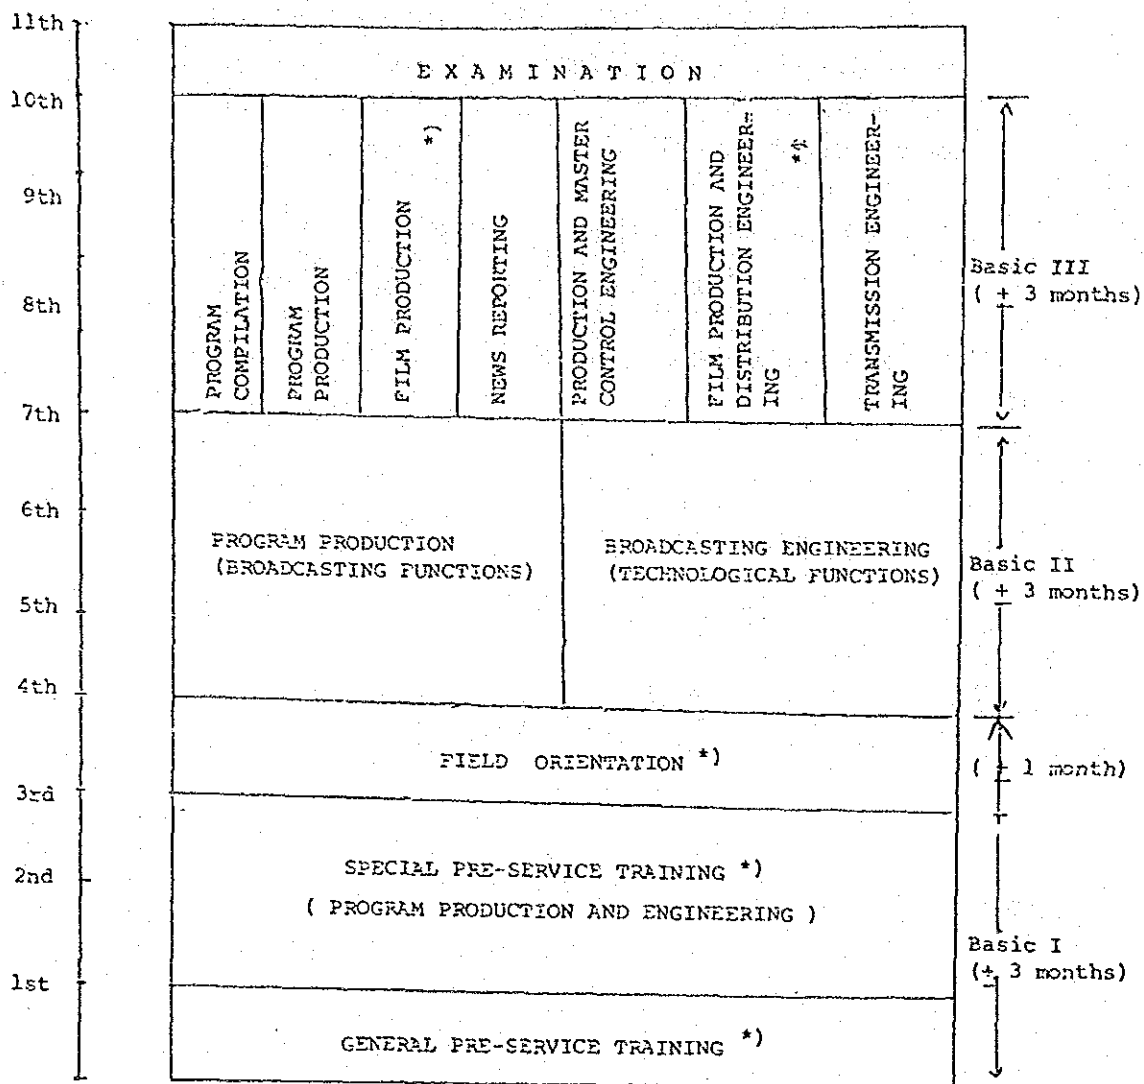 11th
EXAMINATION
10th
9th
8th
7th
6th
5th
4th
3rd
2nd
1st
PROGRAM
COMPILATION
PROGRAM
PRODUCTION
FILM PRODUCTION *)
NEWS REPORTING
PRODUCTION AND MASTER
CONTROL ENGINEERING
FILM PRODUCTION AND
DISTRIBUTION ENGINEER-
ING *)
TRANSMISSION ENGINEER-
ING
Basic III
( ± 3 months)
PROGRAM PRODUCTION
(BROADCASTING FUNCTIONS)
BROADCASTING ENGINEERING
(TECHNOLOGICAL FUNCTIONS)
Basic II
( ± 3 months)
FIELD ORIENTATION *)
( ± 1 month)
SPECIAL PRE-SERVICE TRAINING *)
( PROGRAM PRODUCTION AND ENGINEERING )
Basic I
(± 3 months)
GENERAL PRE-SERVICE TRAINING *)